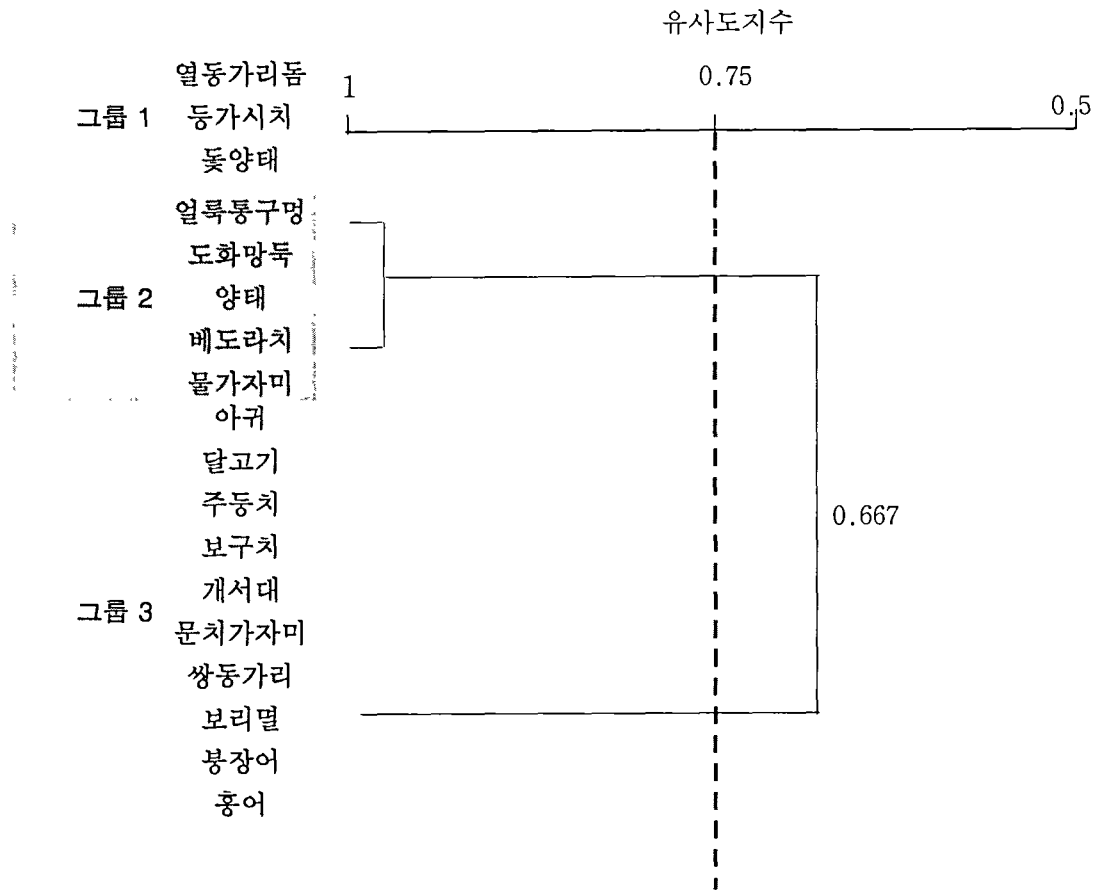 유사도지수
열동가리돔
1
0.75
0.5
그룹 1
등가시치
돛양태
얼룩통구멍
도화망둑
그룹 2
양태
베도라치
물가자미
아귀
달고기
주둥치
보구치
0.667
개서대
그룹 3
문치가자미
쌍동가리
보리멸
붕장어
홍어